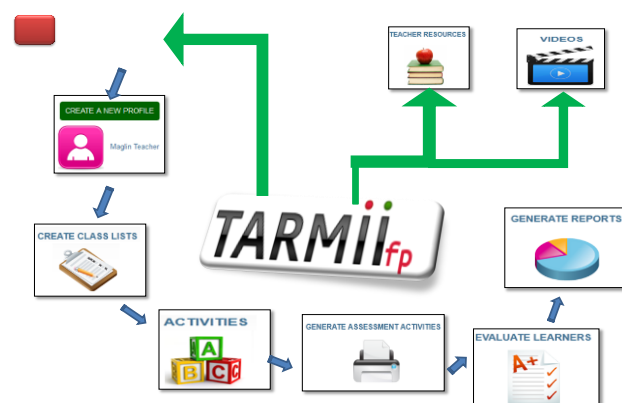 TEACHER RESOURCES
VIDEOS
CREATE A NEW PROFILE
Maglin Teacher
CREATE CLASS LISTS
TARMII fp
GENERATE REPORTS
ACTIVITIES
A
B C C
GENERATE ASSESSMENT ACTIVITIES
EVALUATE LEARNERS
A+